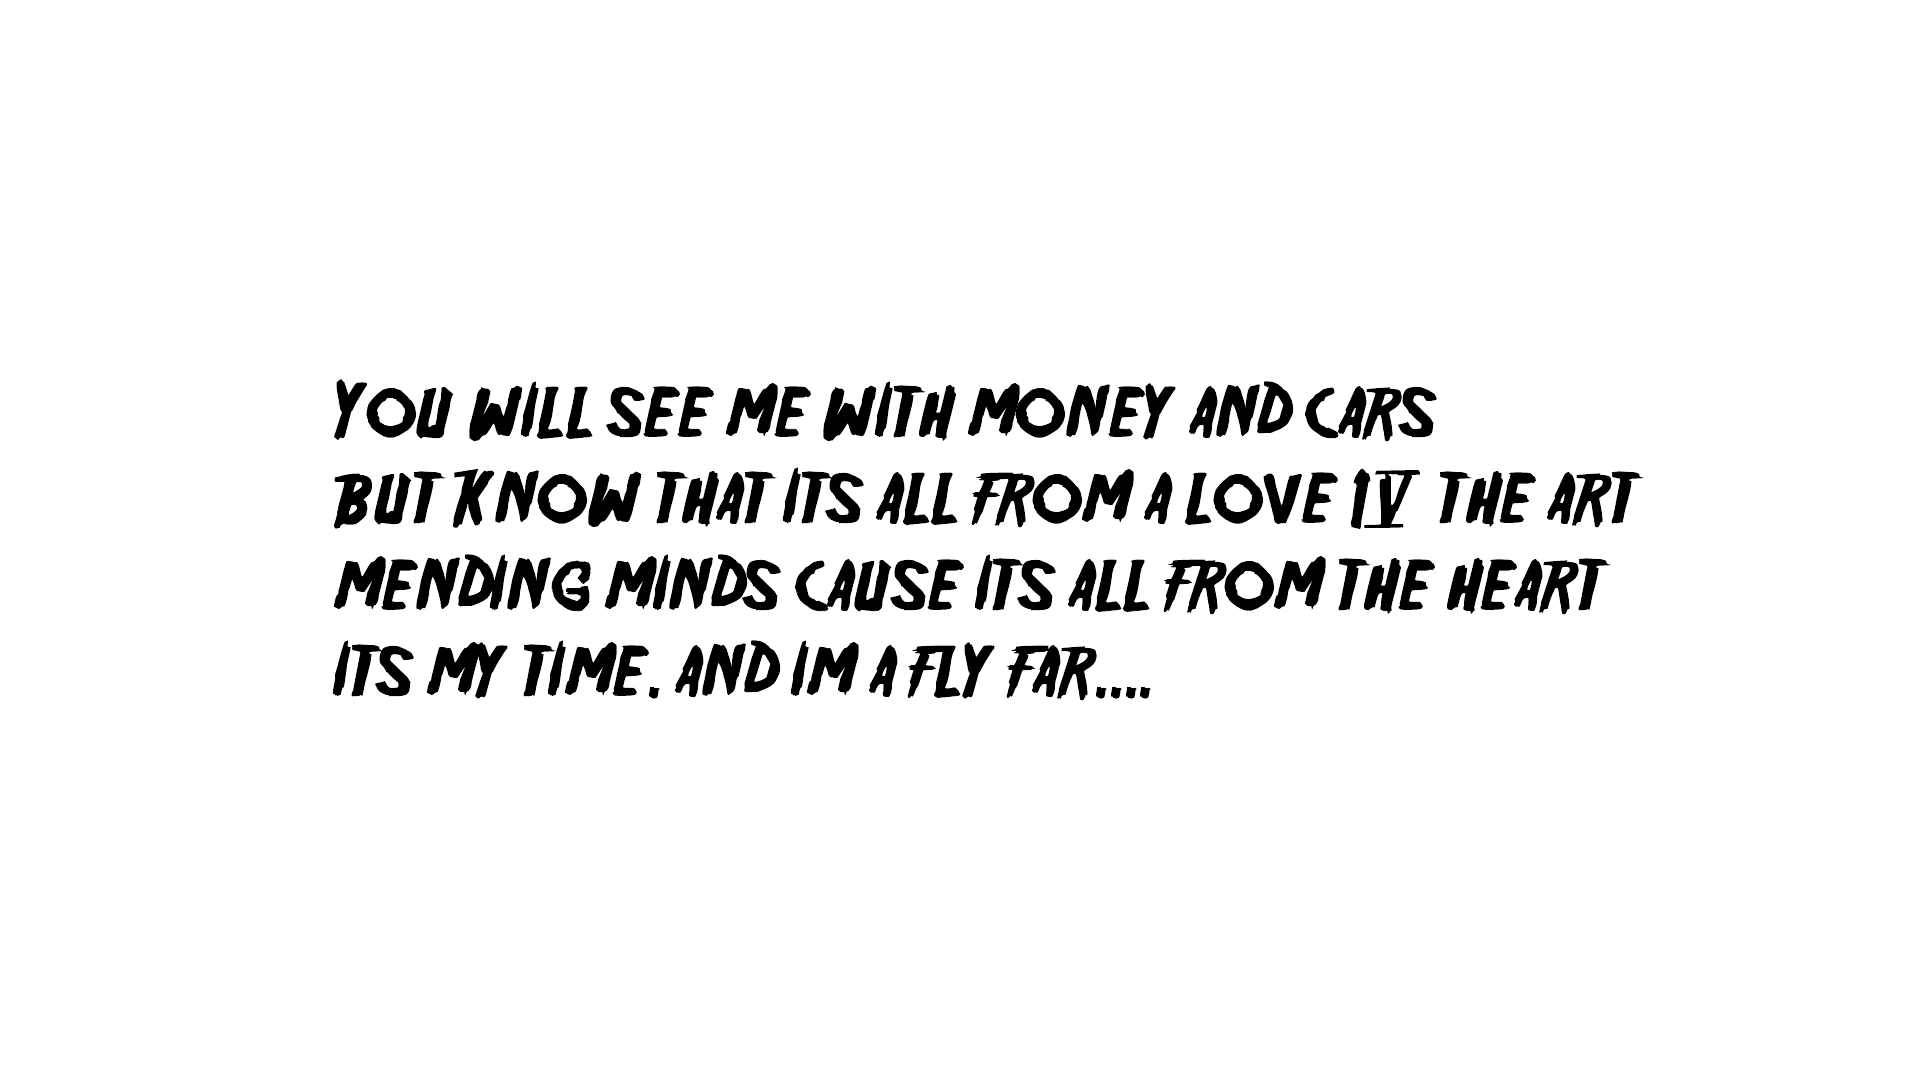 YOU WILL SEE ME WITH MONEY AND CARS
BUT KNOW THAT ITS ALL FROM A LOVE IV THE ART
MENDING MINDS CAUSE ITS ALL FROM THE HEART
ITS MY TIME. AND IM A FLY FAR....